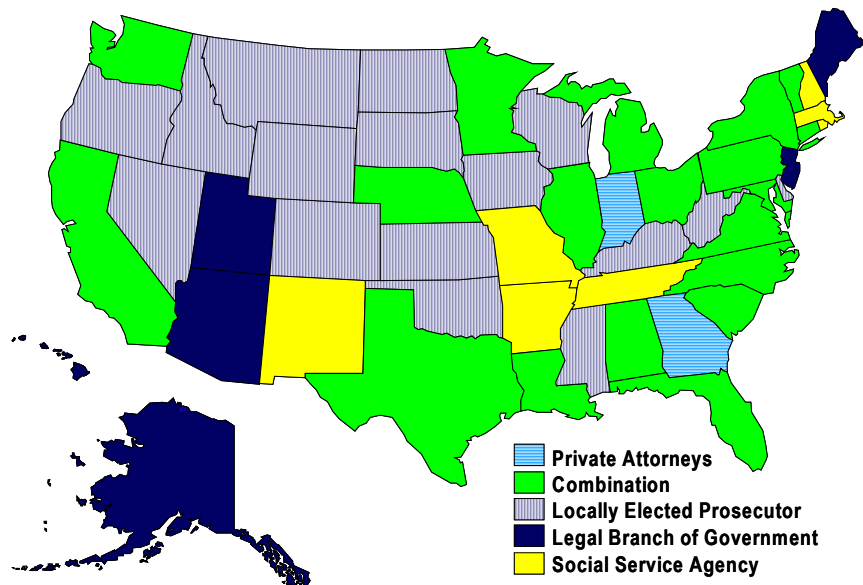 Private Attorneys
Combination
Locally Elected Prosecutor
Legal Branch of Government
Social Service Agency